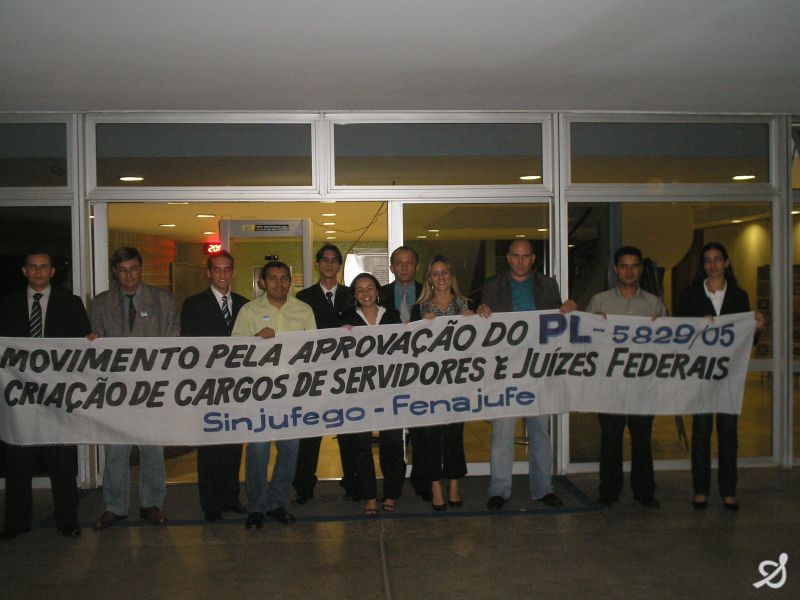 MOVIMENTO PELA APROVAÇÃO DO PL-5829/05
CRIAÇÃO DE CARGOS DE SERVIDORES E JUÍZES FEDERAIS
Sinjufego - Fenajufe